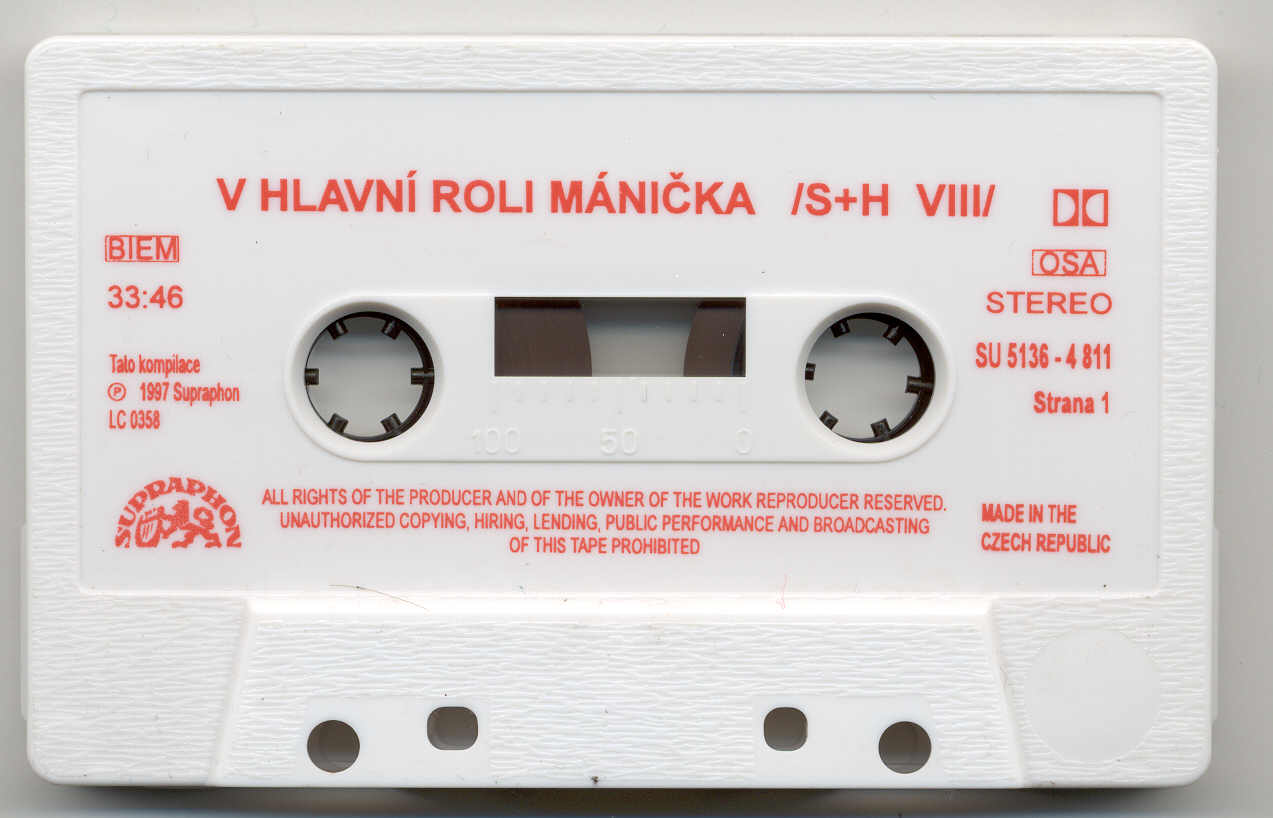 V HLAVNÍ ROLI MÁNIČKA /S+H VIII/
BIEM
33:46
Tato kompilace
Ⓟ 1997 Supraphon
LC 0358
OSA
STEREO
SU 5136 - 4 811
Strana 1
100 50 0
SUPRAPHON
ALL RIGHTS OF THE PRODUCER AND OF THE OWNER OF THE WORK REPRODUCER RESERVED.
UNAUTHORIZED COPYING, HIRING, LENDING, PUBLIC PERFORMANCE AND BROADCASTING
OF THIS TAPE PROHIBITED
MADE IN THE
CZECH REPUBLIC